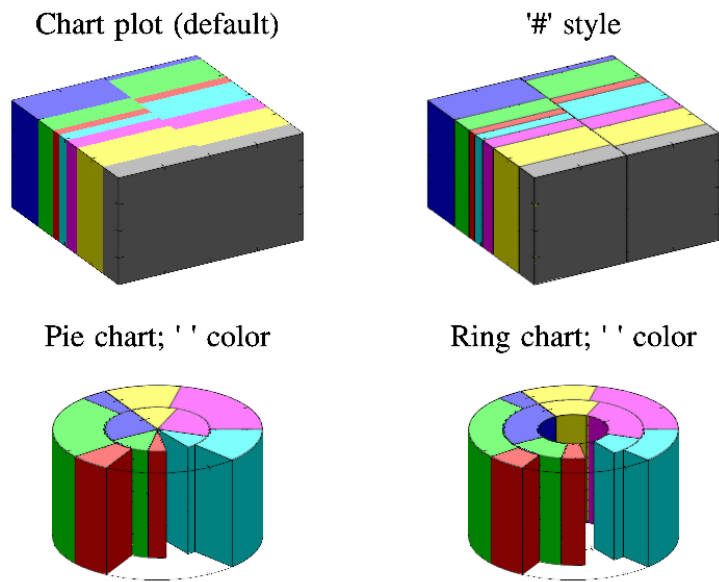 Chart plot (default)
'#' style
Pie chart; ' ' color
Ring chart; ' ' color